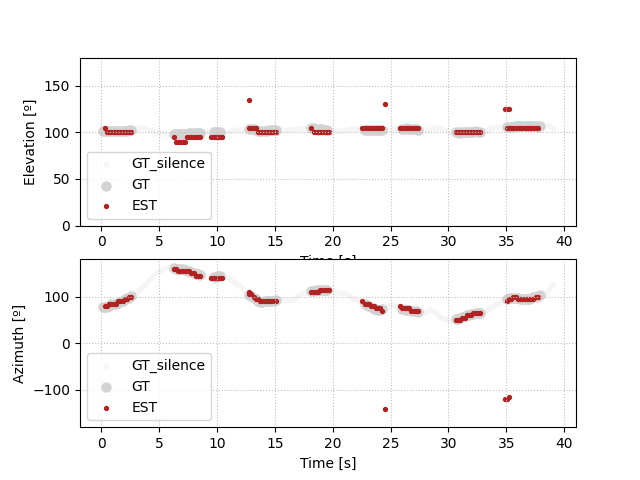 Elevation [º]
150
100
50
0
GT_silence
GT
EST
0 5 10 15 20 25 30 35 40
Time [s]
Azimuth [º]
100
0
−100
GT_silence
GT
EST
0 5 10 15 20 25 30 35 40
Time [s]